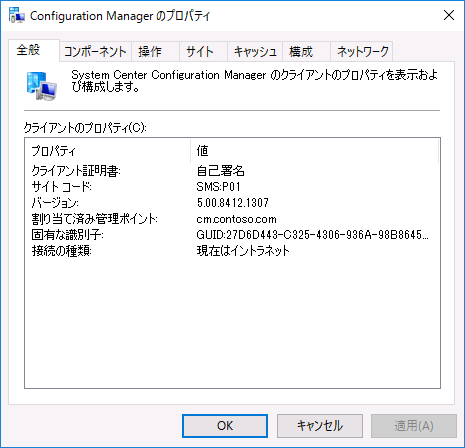 Configuration Manager のプロパティ
全般 コンポーネント 操作 サイト キャッシュ 構成 ネットワーク
System Center Configuration Manager のクライアントのプロパティを表示およ
び構成します。
クライアントのプロパティ(C):
プロパティ 値
クライアント証明書: 自己署名
サイト コード: SMS:P01
バージョン: 5.00.8412.1307
割り当て済み管理ポイント: cm.contoso.com
固有な識別子: GUID:27D6D443-C325-4306-936A-98B8645...
接続の種類: 現在はイントラネット
OK キャンセル 適用(A)